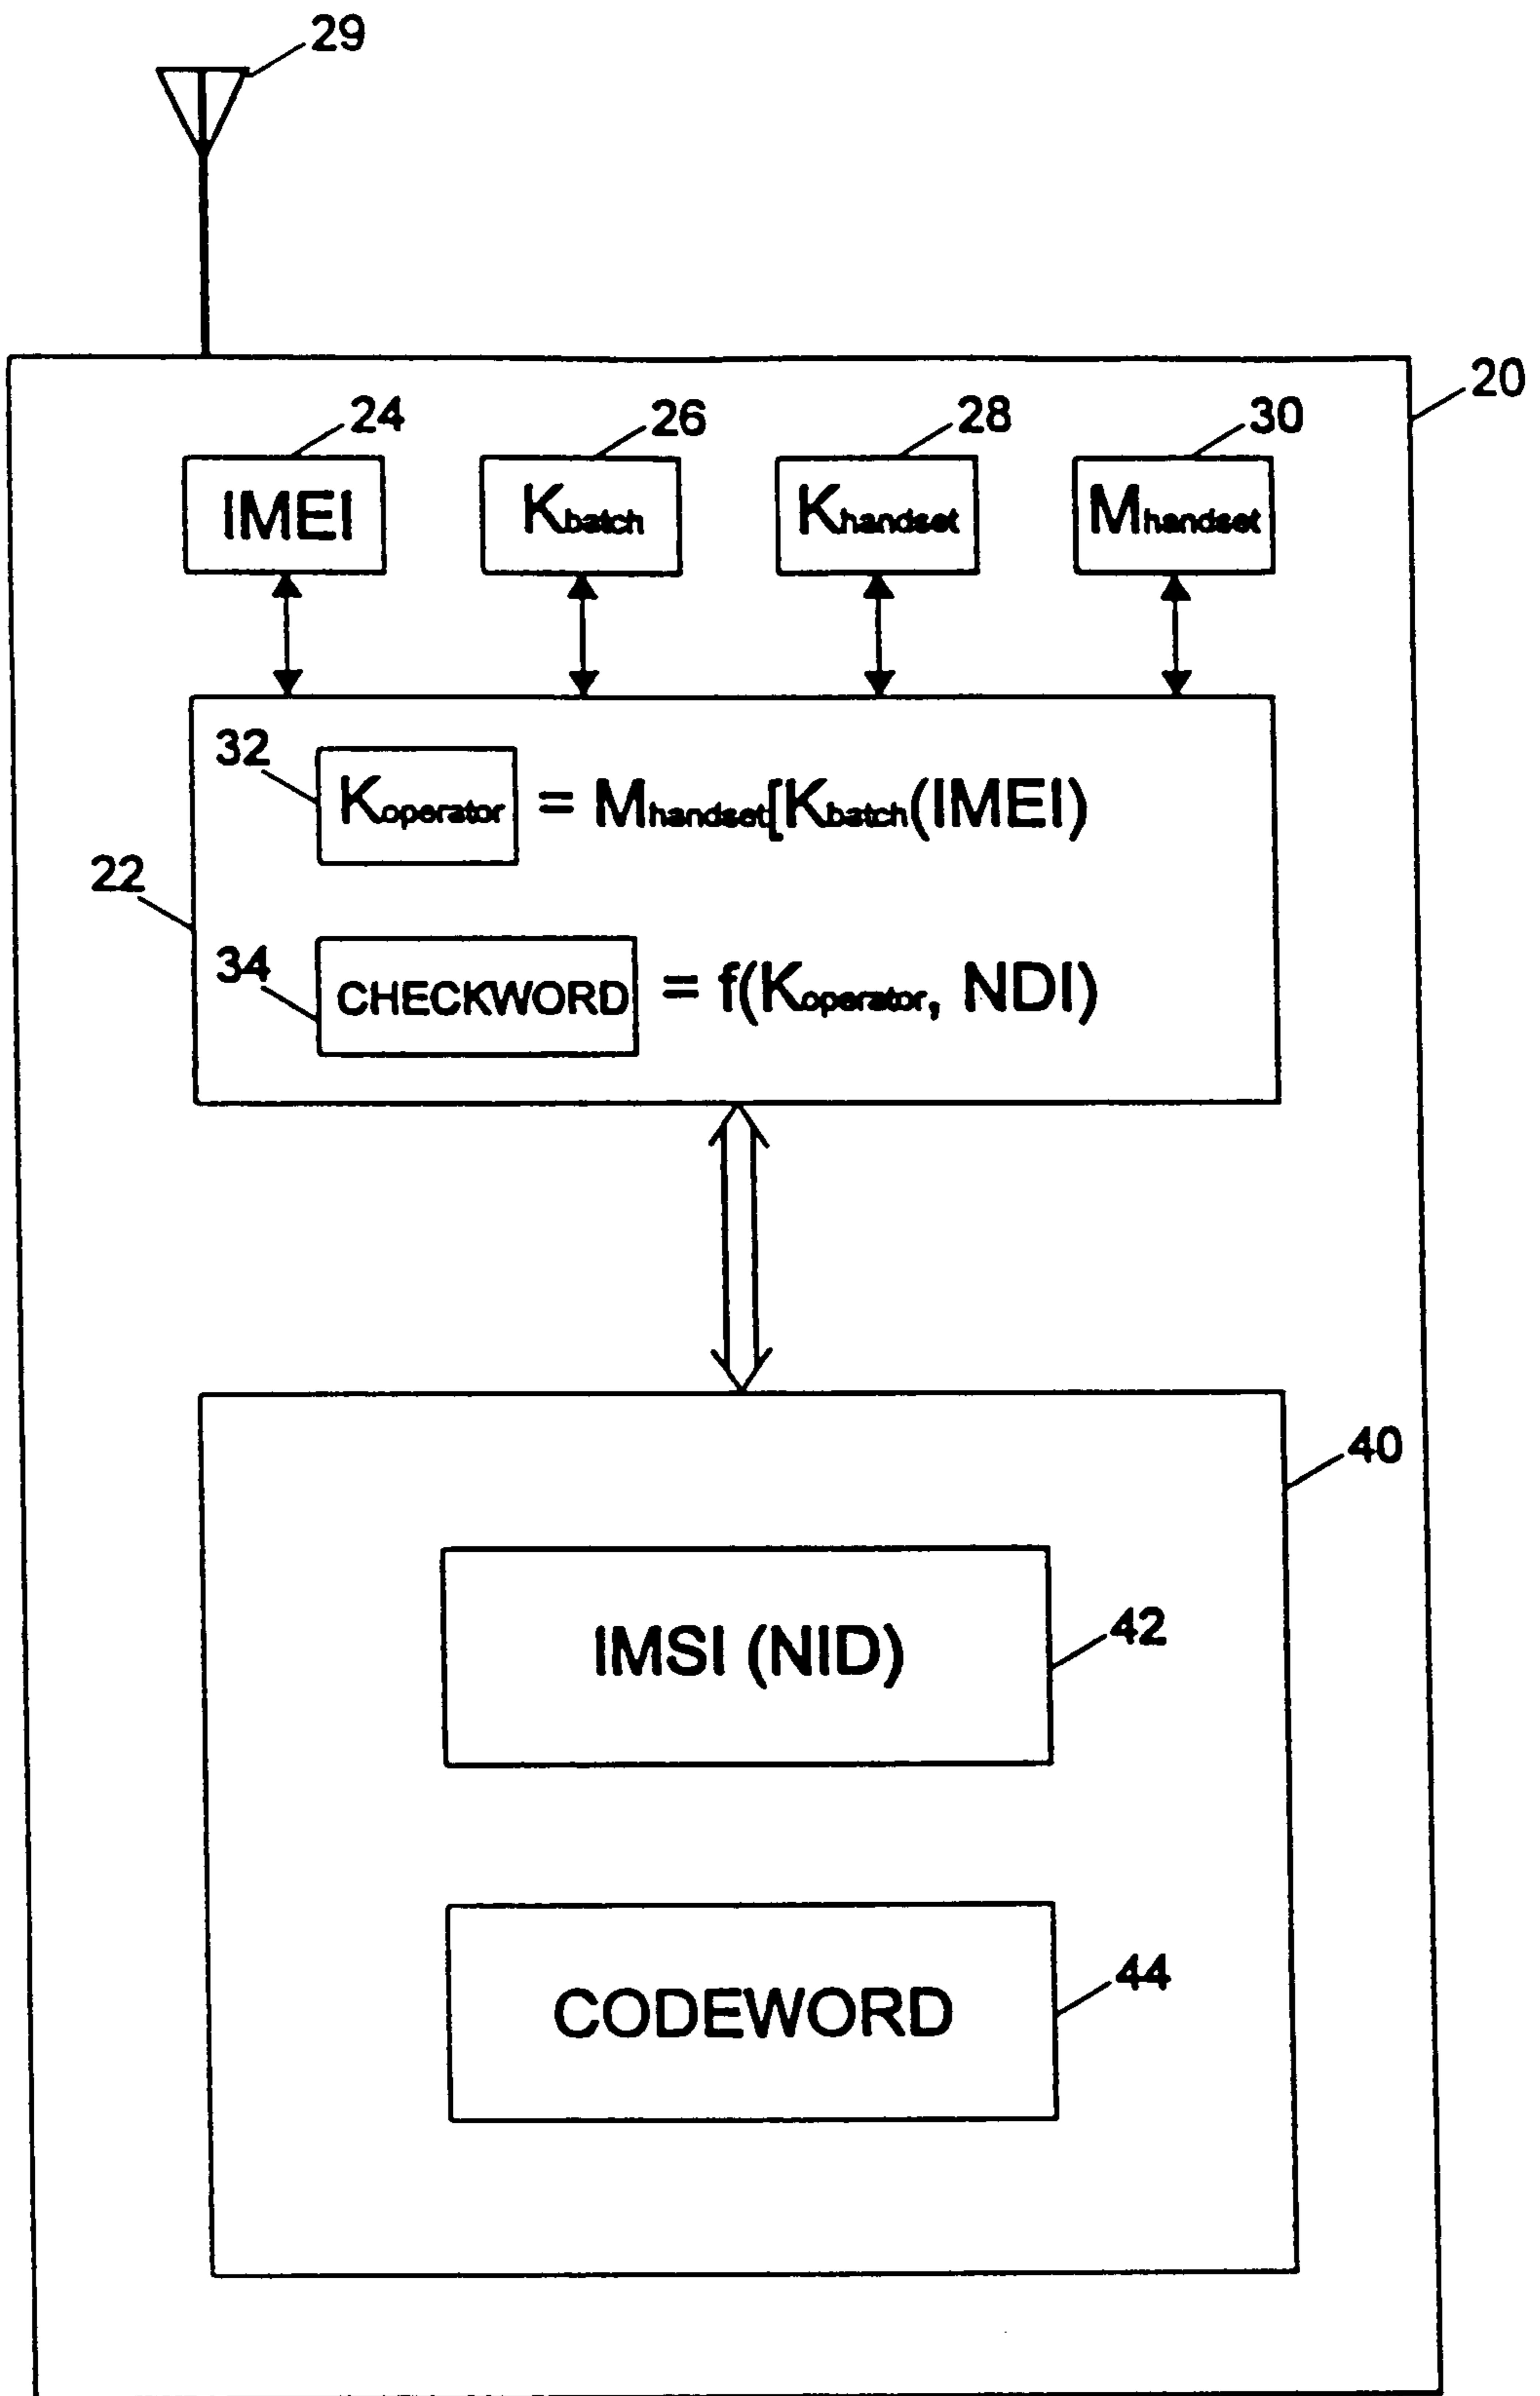 29
20
24 26 28 30
IMEI Kbatch Khandset Mhandset
32
Koperator = Mhandset[Kbatch(IMEI)
22
34
CHECKWORD = f(Koperator, NDI)
40
IMSI (NID)
42
CODEWORD
44